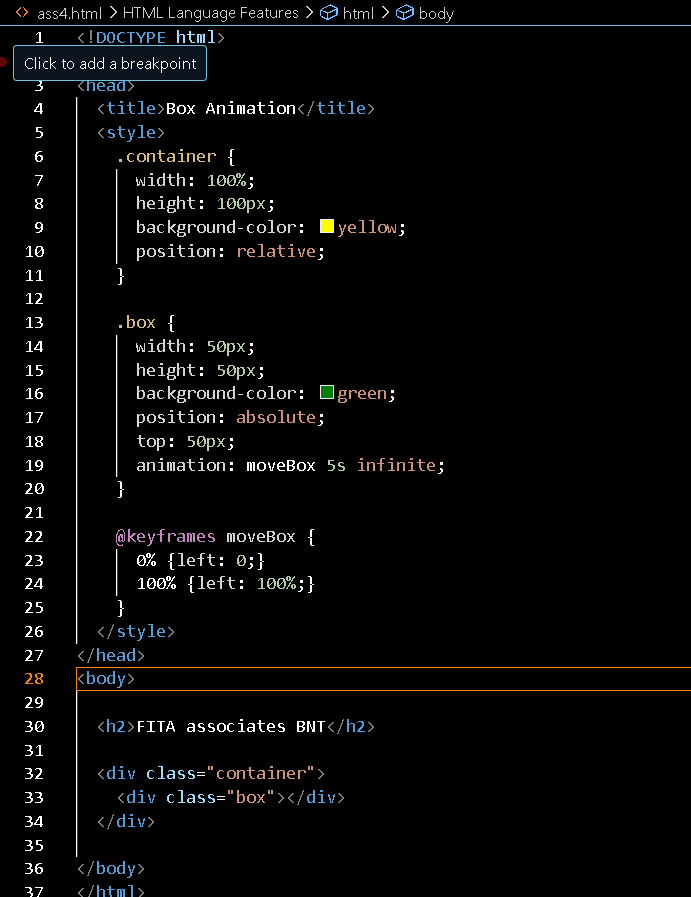 ass4.html > HTML Language Features > html > body
1 <!DOCTYPE html>
Click to add a breakpoint
3 <head>
4 <title>Box Animation</title>
5 <style>
6 .container {
7 width: 100%;
8 height: 100px;
9 background-color: yellow;
10 position: relative;
11 }
12
13 .box {
14 width: 50px;
15 height: 50px;
16 background-color: green;
17 position: absolute;
18 top: 50px;
19 animation: moveBox 5s infinite;
20 }
21
22 @keyframes moveBox {
23 0% {left: 0;}
24 100% {left: 100%;}
25 }
26 </style>
27 </head>
28 <body>
29
30 <h2>FITA associates BNT</h2>
31
32 <div class="container">
33 <div class="box"></div>
34 </div>
35
36 </body>
37 </html>